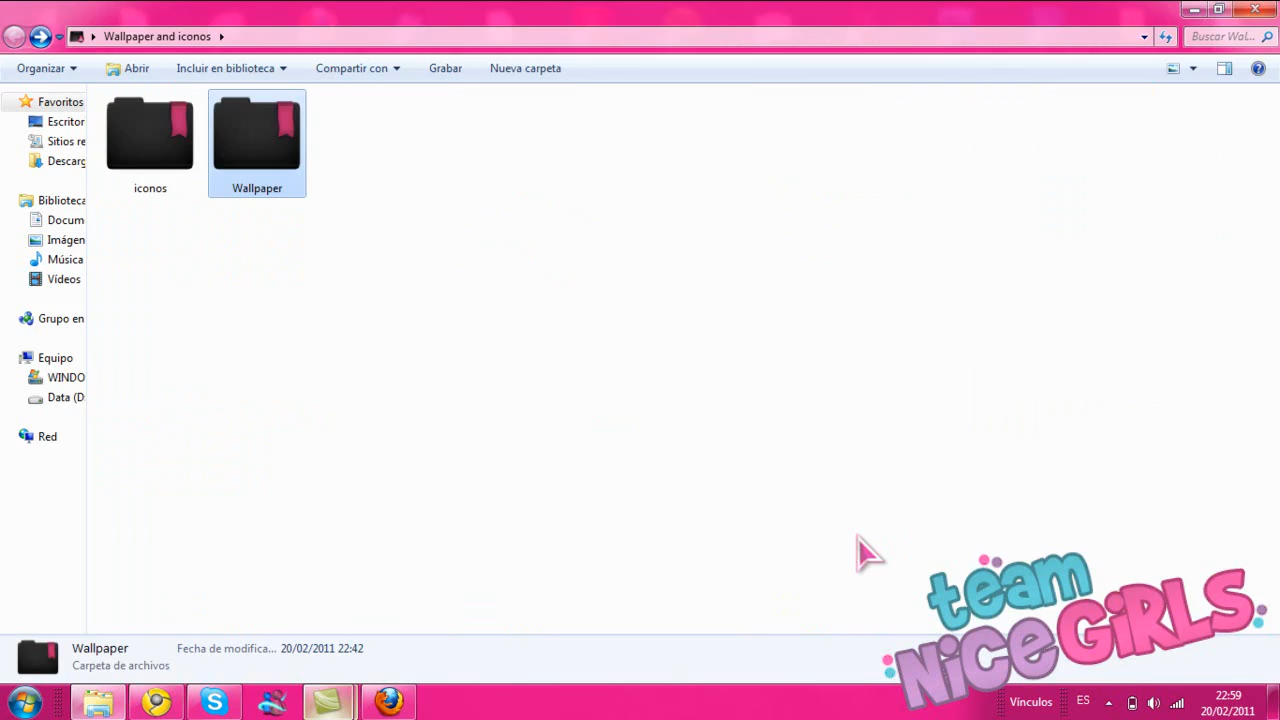 Wallpaper and iconos
Buscar Wal...
Organizar
Abrir
Incluir en biblioteca
Compartir con
Grabar
Nueva carpeta
Favoritos
Escritor
Sitios re
Descarg
Biblioteca
Docum
Imágen
Música
Vídeos
Grupo en
Equipo
WINDO
Data (D
Red
iconos
Wallpaper
Wallpaper
Fecha de modifica... 20/02/2011 22:42
Carpeta de archivos
team
NiCe GiRLS
Vínculos
ES
22:59
20/02/2011